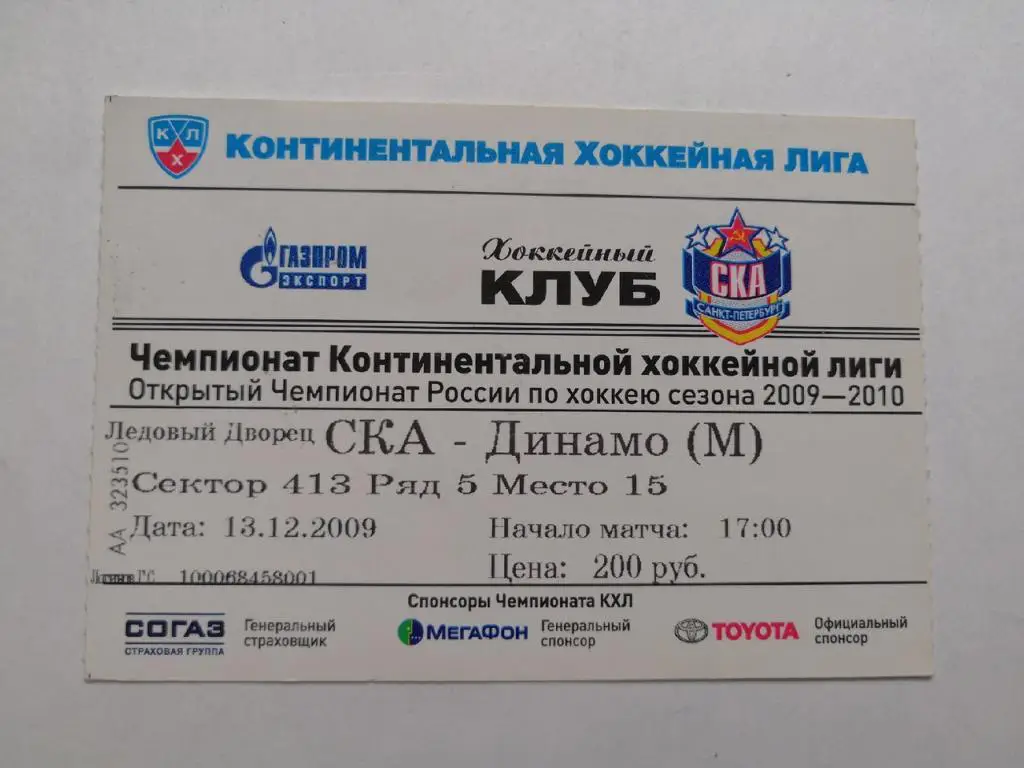 КХЛ
КОНТИНЕНТАЛЬНАЯ ХОККЕЙНАЯ ЛИГА
ГАЗПРОМ
ЭКСПОРТ
Хоккейный
КЛУБ
СКА
САНКТ-ПЕТЕРБУРГ
Чемпионат Континентальной хоккейной лиги
Открытый Чемпионат России по хоккею сезона 2009—2010
Ледовый Дворец СКА - Динамо (М)
Сектор 413 Ряд 5 Место 15
Дата: 13.12.2009 Начало матча: 17:00
Цена: 200 руб.
АА 323510
100068458001
Спонсоры Чемпионата КХЛ
СОГАЗ
СТРАХОВАЯ ГРУППА
Генеральный
страховщик
МЕГАФОН
Генеральный
спонсор
TOYOTA
Официальный
спонсор